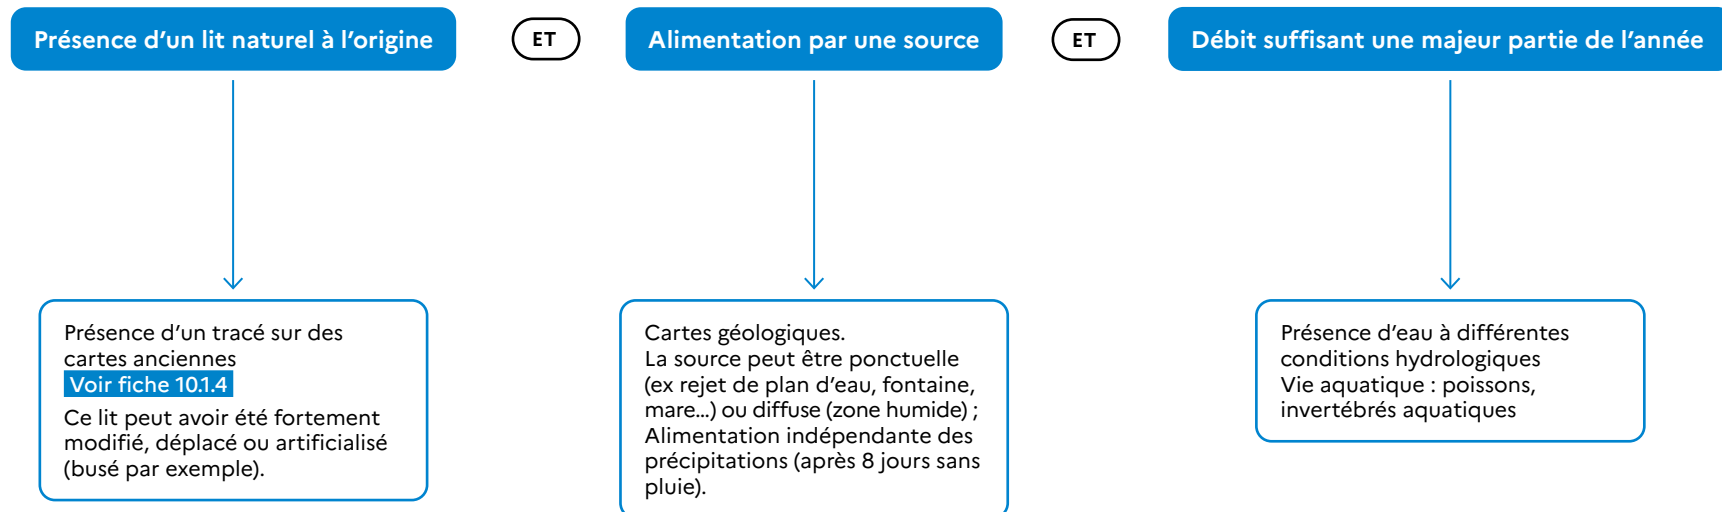 Présence d’un lit naturel à l’origine
ET
Alimentation par une source
ET
Débit suffisant une majeur partie de l’année
Présence d’un tracé sur des
cartes anciennes
Voir fiche 10.1.4
Ce lit peut avoir été fortement
modifié, déplacé ou artificialisé
(busé par exemple).
Cartes géologiques.
La source peut être ponctuelle
(ex rejet de plan d’eau, fontaine,
mare...) ou diffuse (zone humide) ;
Alimentation indépendante des
précipitations (après 8 jours sans
pluie).
Présence d’eau à différentes
conditions hydrologiques
Vie aquatique : poissons,
invertébrés aquatiques